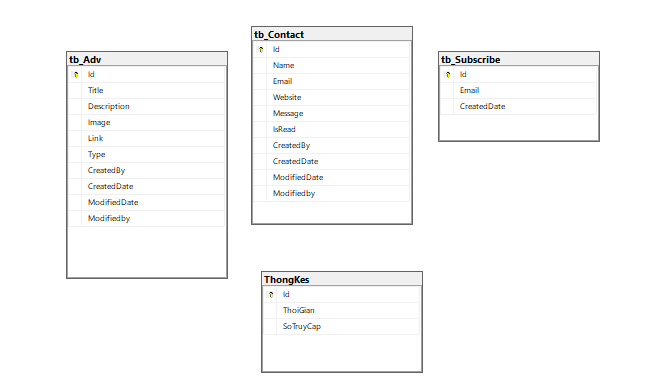 tb_Adv
Id
Title
Description
Image
Link
Type
CreatedBy
CreatedDate
ModifiedDate
Modifiedby
tb_Contact
Id
Name
Email
Website
Message
IsRead
CreatedBy
CreatedDate
ModifiedDate
Modifiedby
tb_Subscribe
Id
Email
CreatedDate
ThongKes
Id
ThoiGian
SoTruyCap